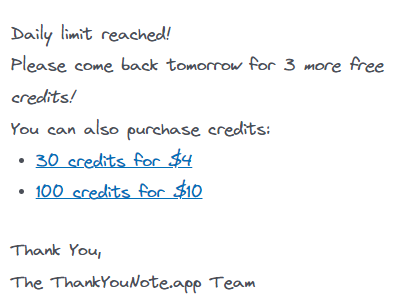 Daily limit reached!
Please come back tomorrow for 3 more free
credits!
You can also purchase credits:
• 30 credits for $4
• 100 credits for $10
Thank You,
The ThankYouNote.app Team